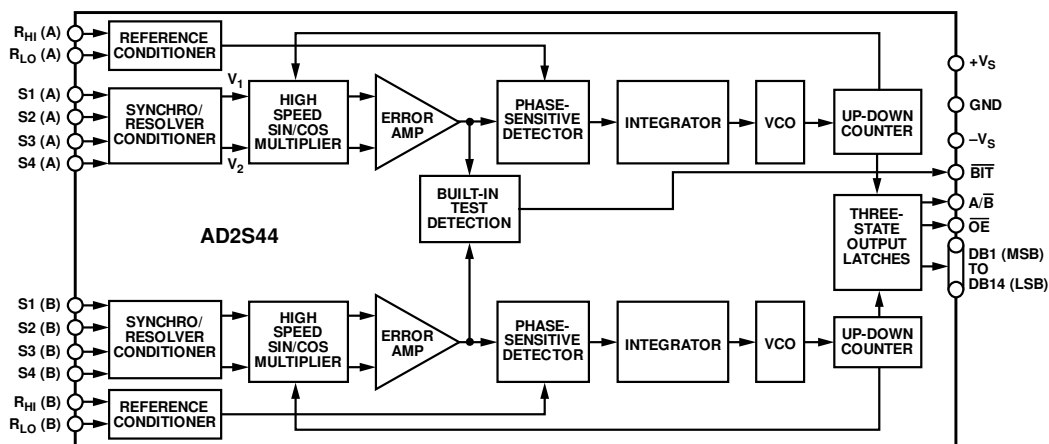 R_HI (A)
R_LO (A)
REFERENCE
CONDITIONER
S1 (A)
S2 (A)
S3 (A)
S4 (A)
SYNCHRO/
RESOLVER
CONDITIONER
V1
V2
HIGH
SPEED
SIN/COS
MULTIPLIER
ERROR
AMP
PHASE-
SENSITIVE
DETECTOR
INTEGRATOR
VCO
UP-DOWN
COUNTER
+V_S
GND
–V_S
B̅I̅T̅
A/B̅
O̅E̅
DB1 (MSB)
TO
DB14 (LSB)
BUILT-IN
TEST
DETECTION
THREE-
STATE
OUTPUT
LATCHES
AD2S44
S1 (B)
S2 (B)
S3 (B)
S4 (B)
SYNCHRO/
RESOLVER
CONDITIONER
HIGH
SPEED
SIN/COS
MULTIPLIER
ERROR
AMP
PHASE-
SENSITIVE
DETECTOR
INTEGRATOR
VCO
UP-DOWN
COUNTER
R_HI (B)
R_LO (B)
REFERENCE
CONDITIONER